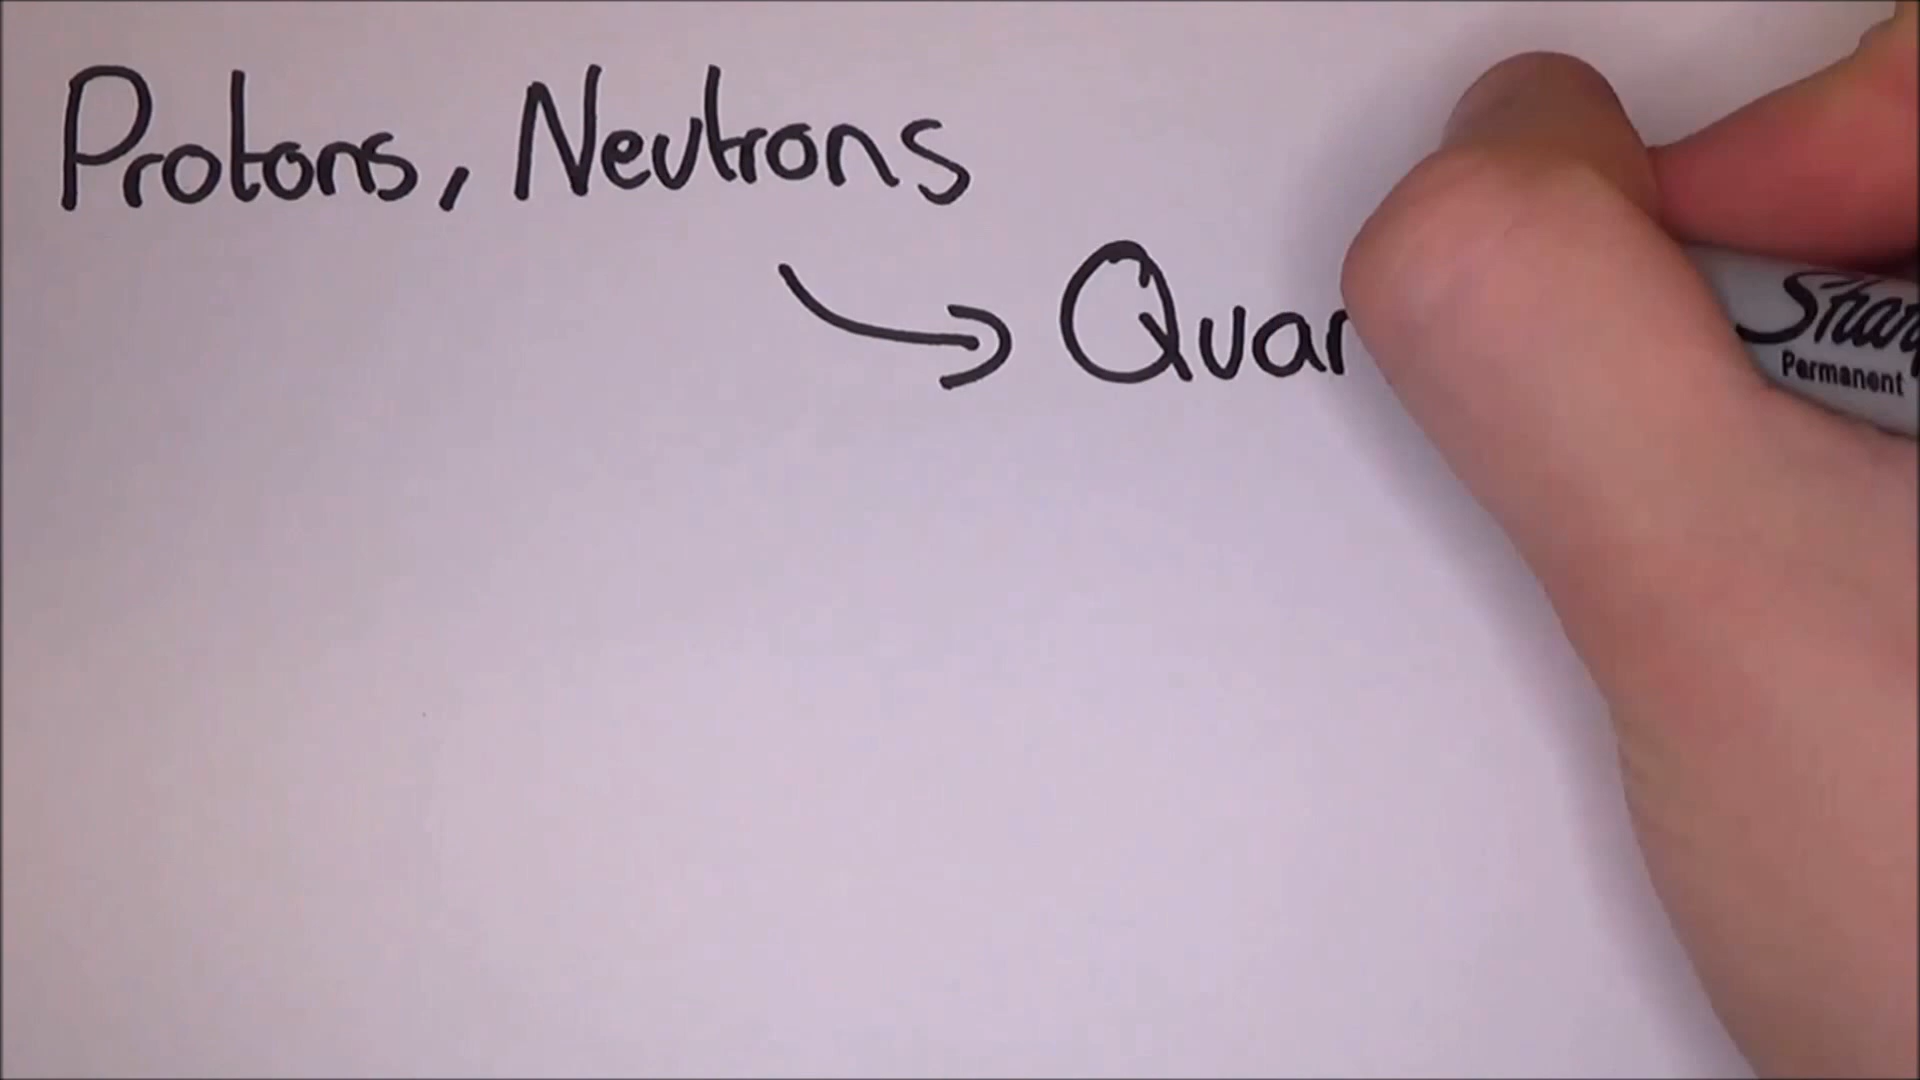 Protons, Neutrons
→ Quar
Permanent